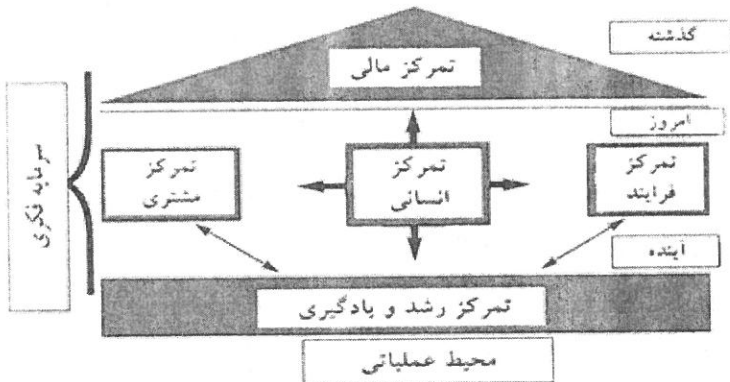 گذشته
تمرکز مالی
امروز
تمرکز
فرایند
تمرکز
انسانی
تمرکز
مشتری
سرمایه فکری
آینده
تمرکز رشد و یادگیری
محیط عملیاتی